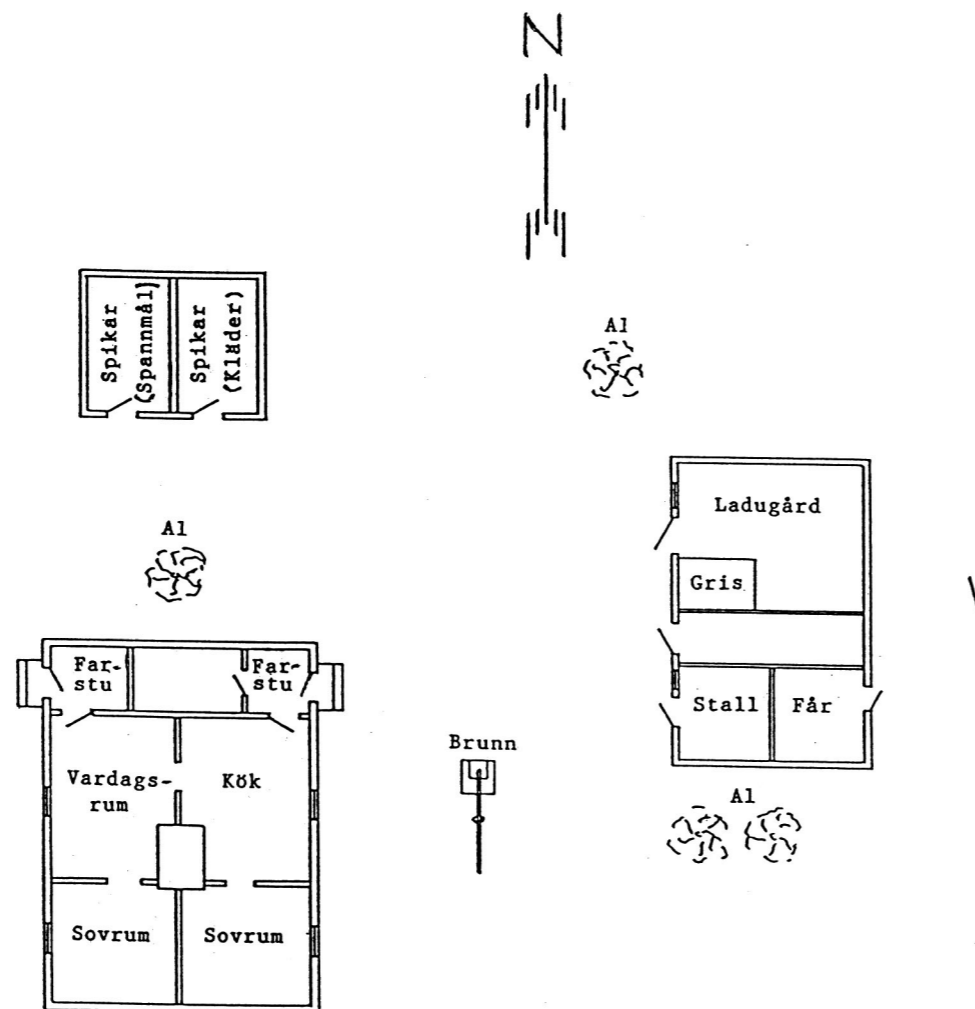 N
Spikar
(Spannmål)
Spikar
(Kläder)
Al
Ladugård
Gris
Al
Far-
stu
Far-
stu
Stall
Får
Vardags-
rum
Kök
Brunn
Al
Sovrum
Sovrum